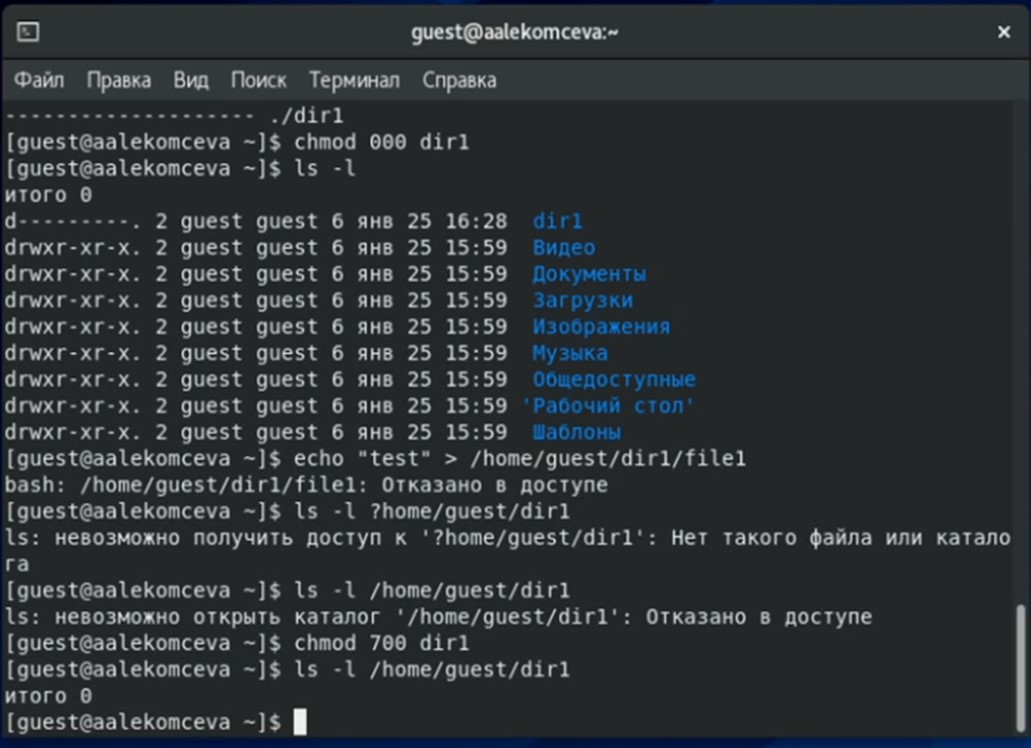 guest@aalekomceva:~
Файл Правка Вид Поиск Терминал Справка
-------------------- ./dir1
[guest@aalekomceva ~]$ chmod 000 dir1
[guest@aalekomceva ~]$ ls -l
итого 0
d---------. 2 guest guest 6 янв 25 16:28  dir1
drwxr-xr-x. 2 guest guest 6 янв 25 15:59  Видео
drwxr-xr-x. 2 guest guest 6 янв 25 15:59  Документы
drwxr-xr-x. 2 guest guest 6 янв 25 15:59  Загрузки
drwxr-xr-x. 2 guest guest 6 янв 25 15:59  Изображения
drwxr-xr-x. 2 guest guest 6 янв 25 15:59  Музыка
drwxr-xr-x. 2 guest guest 6 янв 25 15:59  Общедоступные
drwxr-xr-x. 2 guest guest 6 янв 25 15:59 'Рабочий стол'
drwxr-xr-x. 2 guest guest 6 янв 25 15:59  Шаблоны
[guest@aalekomceva ~]$ echo "test" > /home/guest/dir1/file1
bash: /home/guest/dir1/file1: Отказано в доступе
[guest@aalekomceva ~]$ ls -l ?home/guest/dir1
ls: невозможно получить доступ к '?home/guest/dir1': Нет такого файла или катало
га
[guest@aalekomceva ~]$ ls -l /home/guest/dir1
ls: невозможно открыть каталог '/home/guest/dir1': Отказано в доступе
[guest@aalekomceva ~]$ chmod 700 dir1
[guest@aalekomceva ~]$ ls -l /home/guest/dir1
итого 0
[guest@aalekomceva ~]$